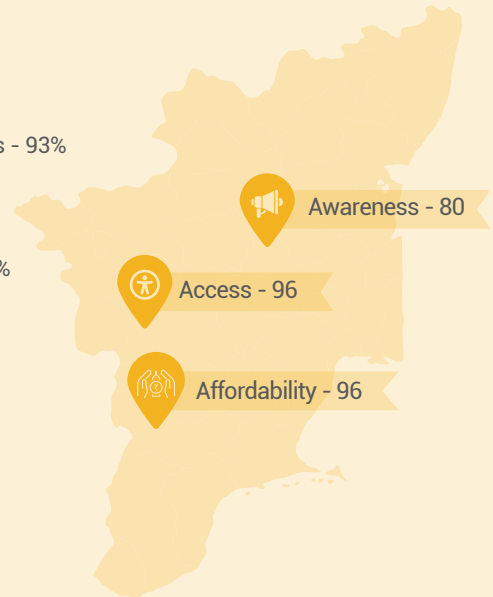 s - 93%
Awareness - 80
%
Access - 96
Affordability - 96